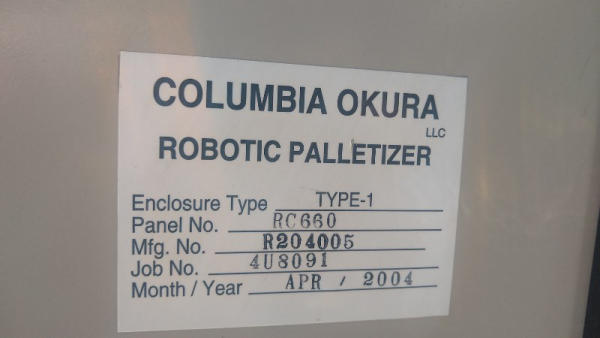 COLUMBIA OKURA
LLC
ROBOTIC PALLETIZER
Enclosure Type TYPE-1
Panel No. RC660
Mfg. No. R204005
Job No. 4U8091
Month / Year APR / 2004